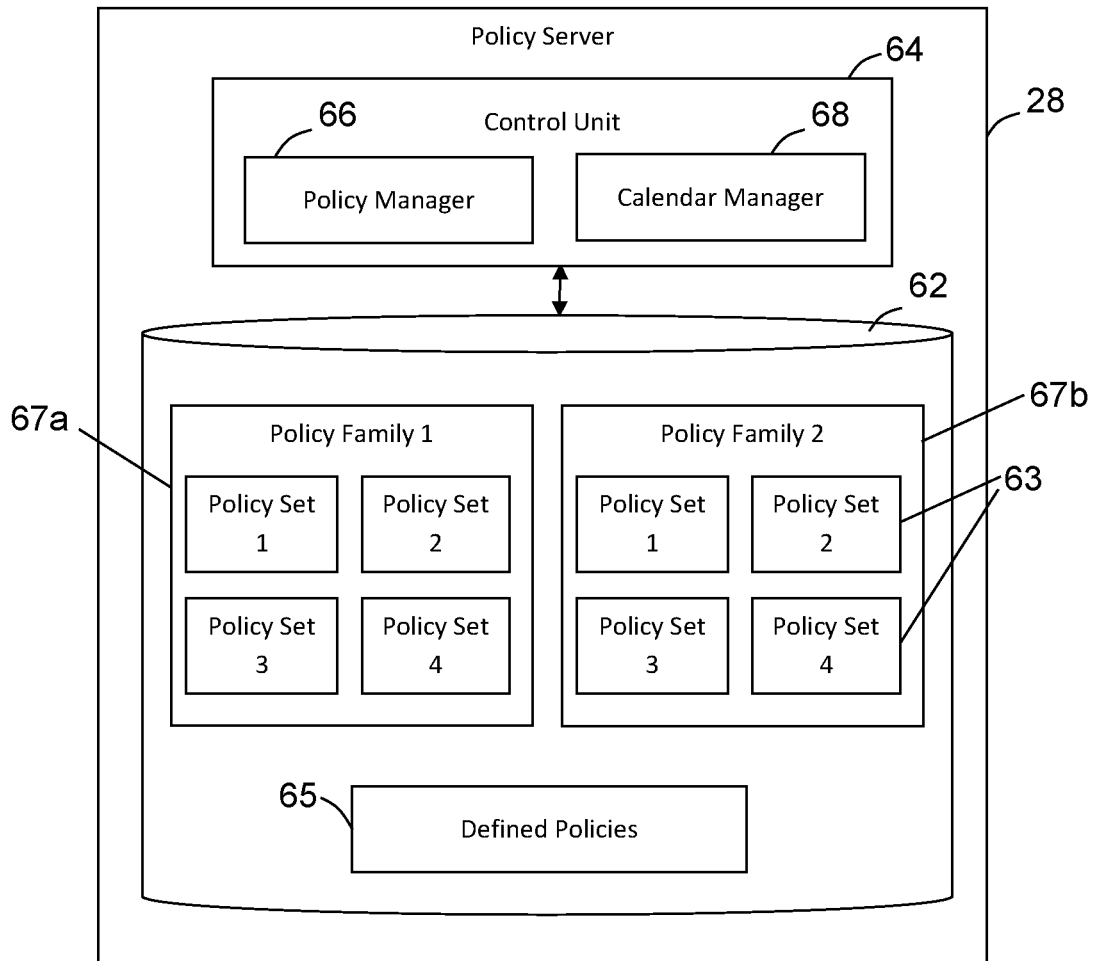 Policy Server
64
28
Control Unit
66
68
Policy Manager
Calendar Manager
62
67a
67b
Policy Family 1
Policy Family 2
63
Policy Set
1
Policy Set
2
Policy Set
1
Policy Set
2
Policy Set
3
Policy Set
4
Policy Set
3
Policy Set
4
65
Defined Policies